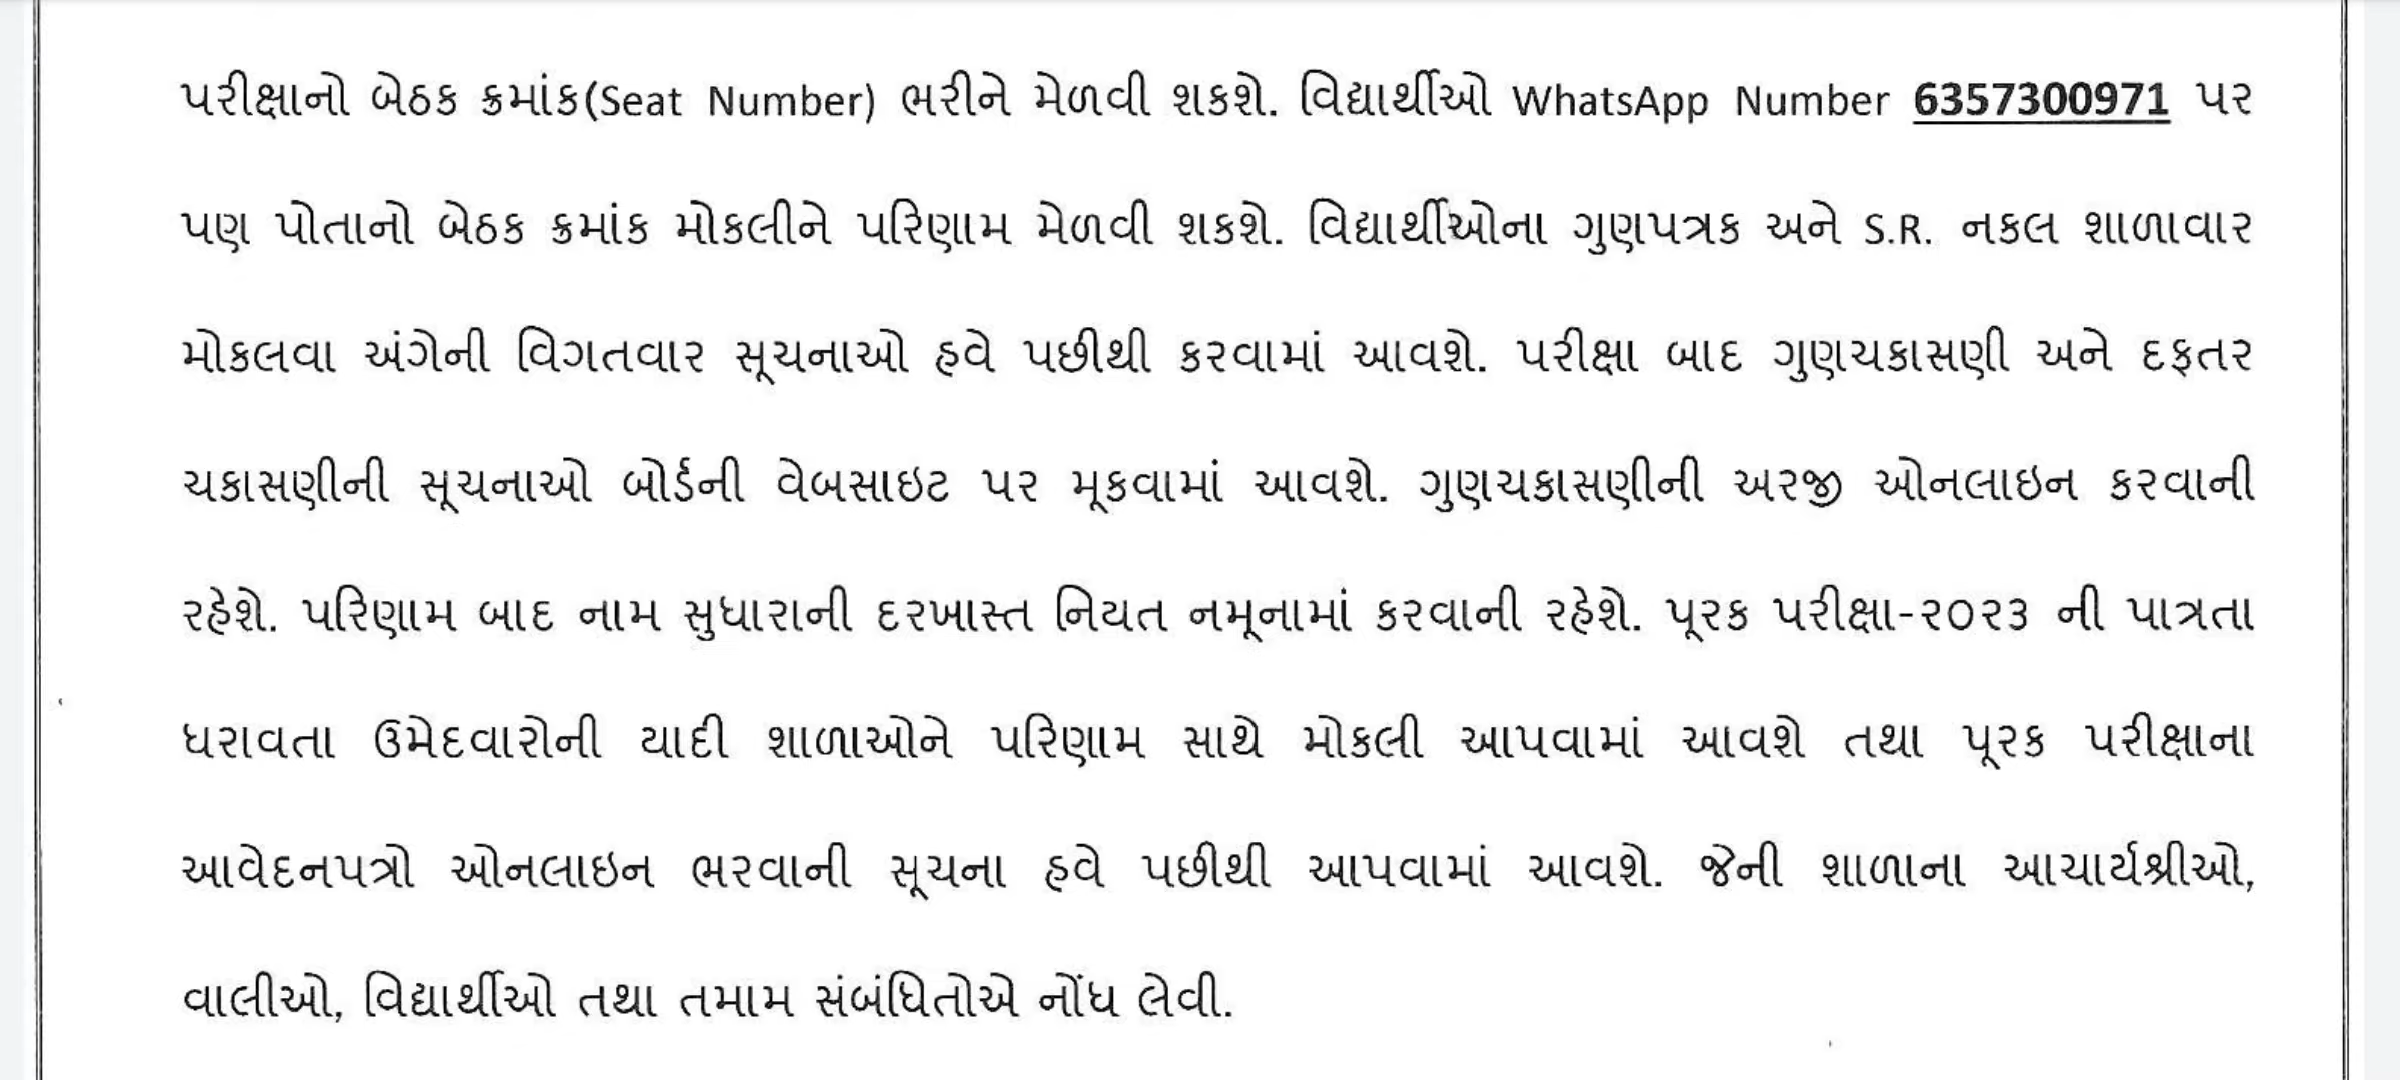 પરીક્ષાનો બેઠક ક્રમાંક(Seat Number) ભરીને મેળવી શકશે. વિદ્યાર્થીઓ WhatsApp Number 6357300971 પર
પણ પોતાનો બેઠક ક્રમાંક મોકલીને પરિણામ મેળવી શકશે. વિદ્યાર્થીઓના ગુણપત્રક અને S.R. નકલ શાળાવાર
મોકલવા અંગેની વિગતવાર સૂચનાઓ હવે પછીથી કરવામાં આવશે. પરીક્ષા બાદ ગુણચકાસણી અને દફતર
ચકાસણીની સૂચનાઓ બોર્ડની વેબસાઇટ પર મૂકવામાં આવશે. ગુણચકાસણીની અરજી ઓનલાઇન કરવાની
રહેશે. પરિણામ બાદ નામ સુધારાની દરખાસ્ત નિયત નમૂનામાં કરવાની રહેશે. પૂરક પરીક્ષા-૨૦૨૩ ની પાત્રતા
ધરાવતા ઉમેદવારોની યાદી શાળાઓને પરિણામ સાથે મોકલી આપવામાં આવશે તથા પૂરક પરીક્ષાના
આવેદનપત્રો ઓનલાઇન ભરવાની સૂચના હવે પછીથી આપવામાં આવશે. જેની શાળાના આચાર્યશ્રીઓ,
વાલીઓ, વિદ્યાર્થીઓ તથા તમામ સંબંધિતોએ નોંધ લેવી.